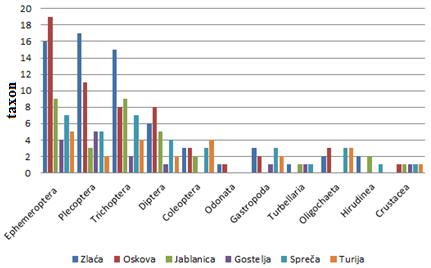 20
18
16
14
12
10
8
6
4
2
0
taxon
Ephemeroptera
Plecoptera
Trichoptera
Diptera
Coleoptera
Odonata
Gastropoda
Turbellaria
Oligochaeta
Hirudinea
Crustacea
Zlaća Oskova Jablanica Gostelja Spreča Turija